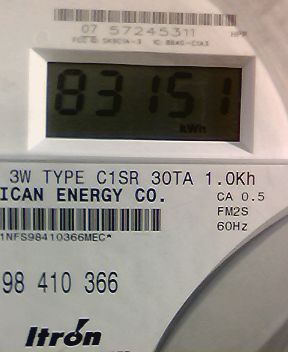 07 57245311
83151
kWh
3W TYPE C1SR 30TA 1.0Kh
ICAN ENERGY CO.
CA 0.5
FM2S
60Hz
1NFS98410366MEC*
98 410 366
Itrón